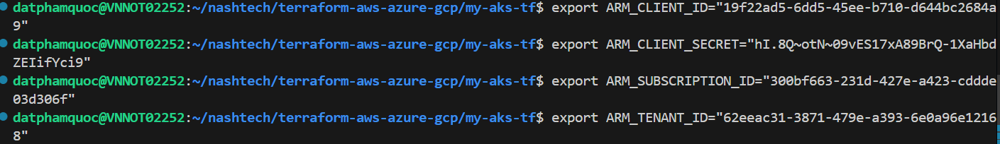 datphamquoc@VNNOT02252:~/nashtech/terraform-aws-azure-gcp/my-aks-tf$ export ARM_CLIENT_ID="19f22ad5-6dd5-45ee-b710-d644bc2684a
9"
datphamquoc@VNNOT02252:~/nashtech/terraform-aws-azure-gcp/my-aks-tf$ export ARM_CLIENT_SECRET="hI.8Q~otN~09vES17xA89BrQ-1XaHbd
ZEIifYci9"
datphamquoc@VNNOT02252:~/nashtech/terraform-aws-azure-gcp/my-aks-tf$ export ARM_SUBSCRIPTION_ID="300bf663-231d-427e-a423-cddde
03d306f"
datphamquoc@VNNOT02252:~/nashtech/terraform-aws-azure-gcp/my-aks-tf$ export ARM_TENANT_ID="62eeac31-3871-479e-a393-6e0a96e1216
8"